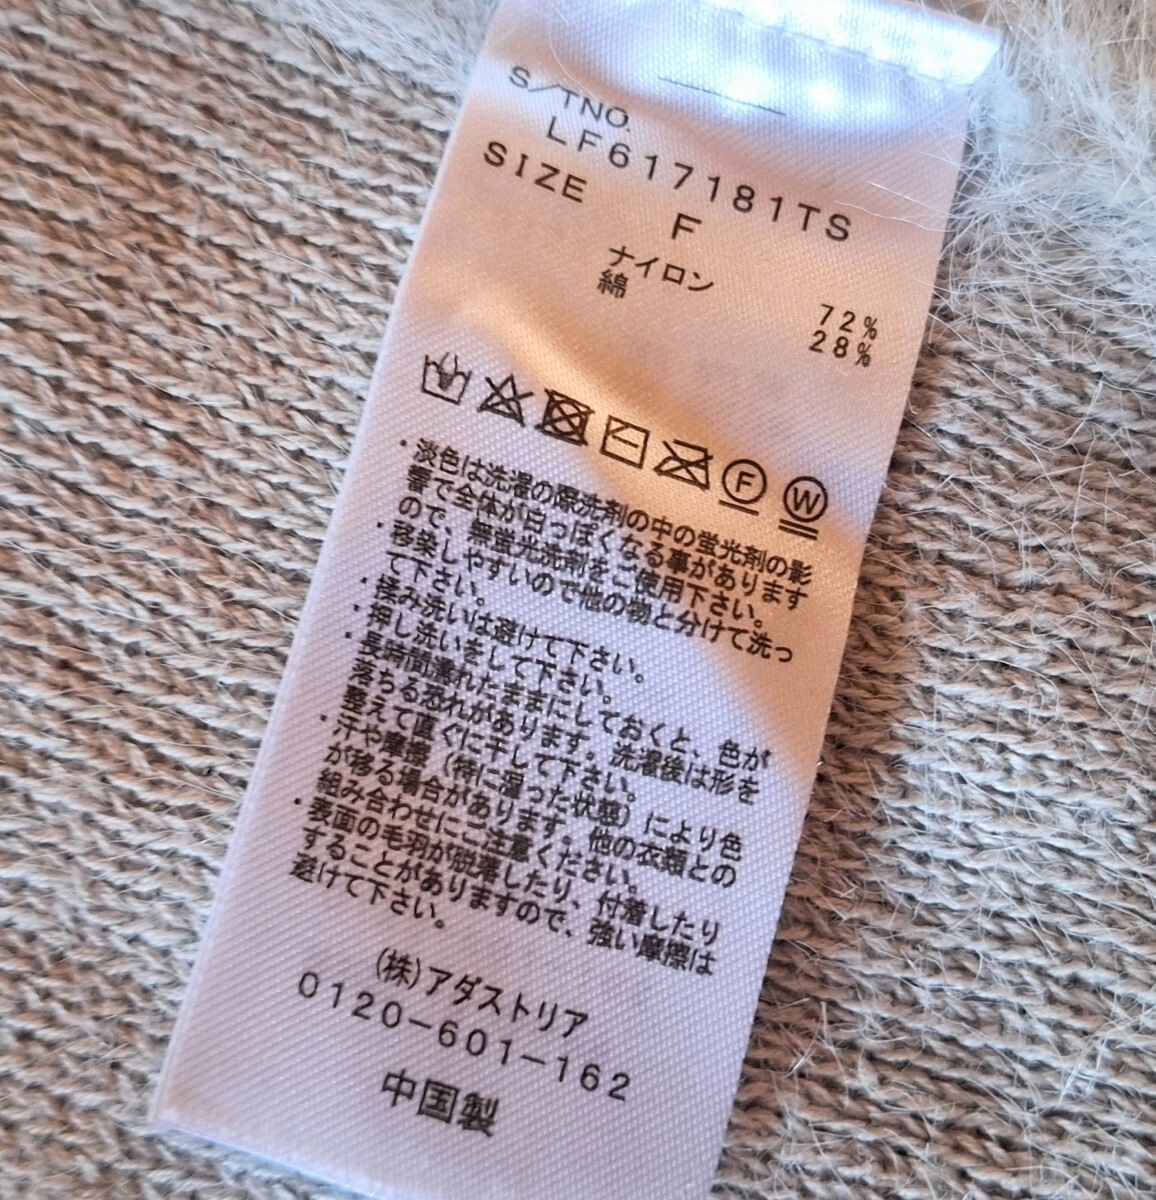 S/TNO.
LF617181TS
SIZE
F
ナイロン 72%
綿 28%
F W
・淡色は洗濯の際洗剤の中の蛍光剤の影
響で全体が白っぽくなる事があります
ので、無蛍光洗剤をご使用下さい。
・移染しやすいので他の物と分けて洗っ
て下さい。
・揉み洗いは避けて下さい。
・押し洗いをして下さい。
・長時間濡れたままにしておくと、色が
落ちる恐れがあります。洗濯後は形を
整えて直ぐに干して下さい。
・汗や摩擦（特に湿った状態）により色
が移る場合があります。他の衣類との
組み合わせにご注意ください。
・表面の毛羽が脱落したり、付着したり
することがありますので、強い摩擦は
避けて下さい。
(株)アダストリア
0120-601-162
中国製